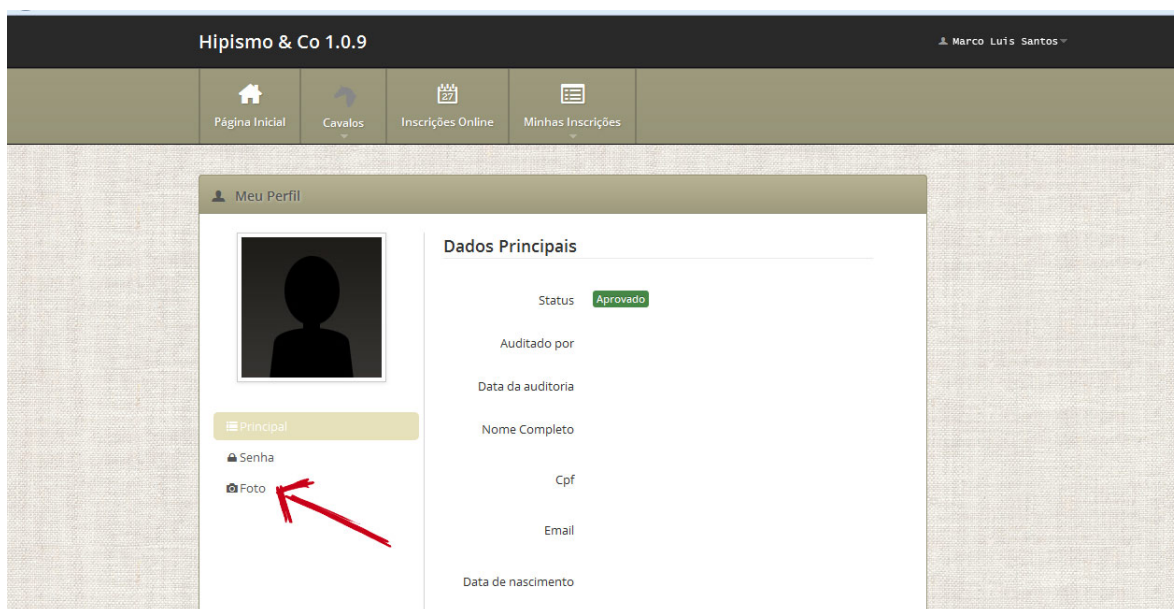 Hipismo & Co 1.0.9
Marco Luis Santos
Página Inicial
Cavalos
27
Inscrições Online
Minhas Inscrições
Meu Perfil
Dados Principais
Status
Aprovado
Auditado por
Data da auditoria
Nome Completo
Cpf
Email
Data de nascimento
Principal
Senha
Foto